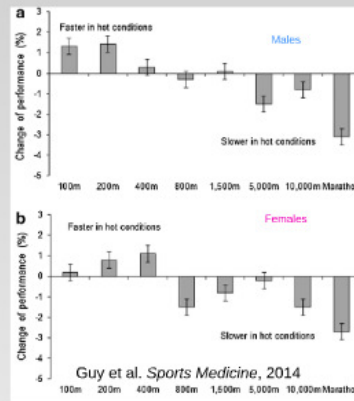 a
Faster in hot conditions
Males
Change of performance (%)
3
2
1
0
-1
-2
-3
-4
-5
Slower in hot conditions
100m 200m 400m 800m 1,500m 5,000m 10,000m Maratho
b
Faster in hot conditions
Females
Change of performance (%)
3
2
1
0
-1
-2
-3
-4
-5
Slower in hot conditions
Guy et al. Sports Medicine, 2014
100m 200m 400m 800m 1,500m 5,000m 10,000m Maratho